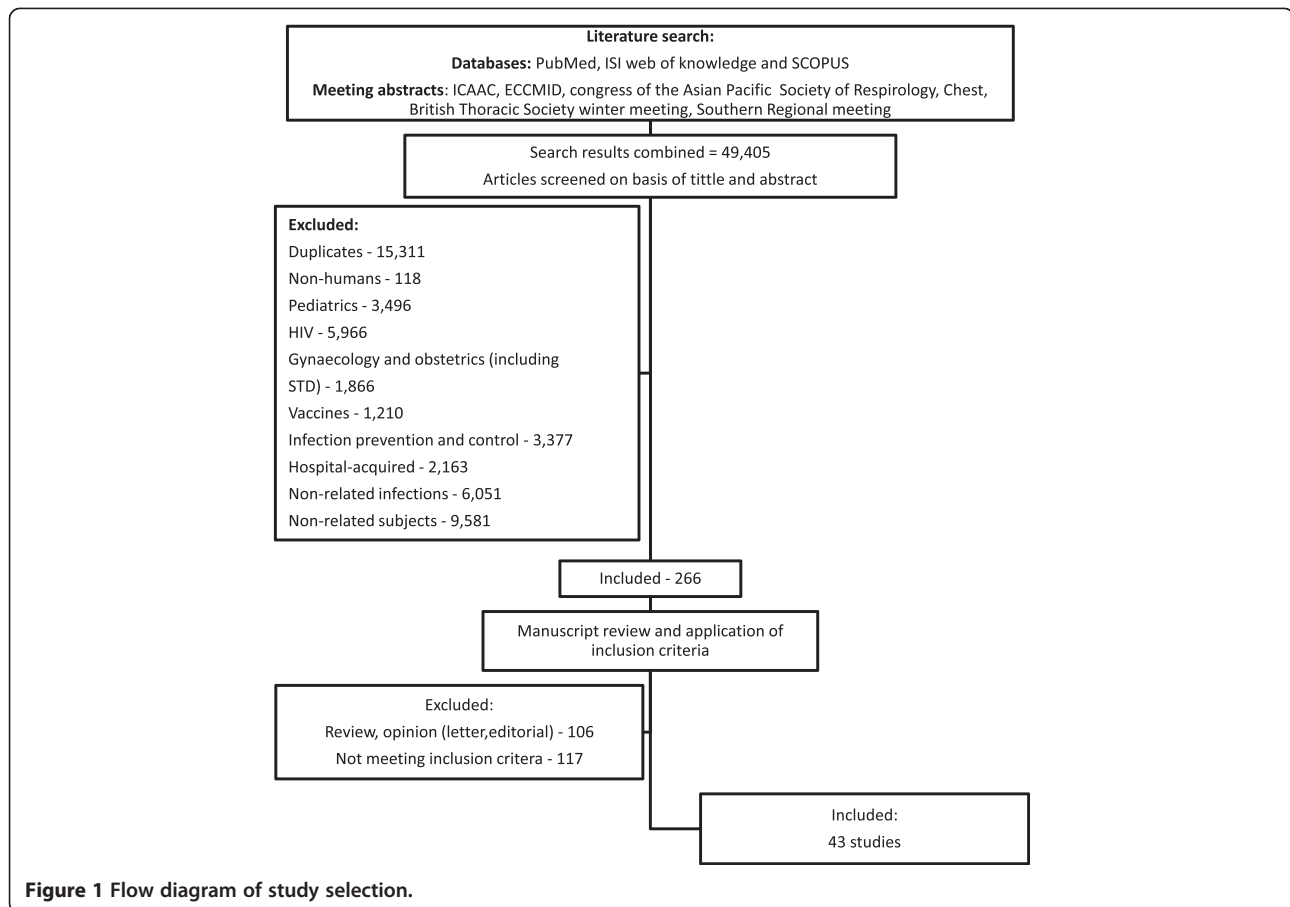 Literature search:
Databases: PubMed, ISI web of knowledge and SCOPUS
Meeting abstracts: ICAAC, ECCMID, congress of the Asian Pacific Society of Respirology, Chest,
British Thoracic Society winter meeting, Southern Regional meeting
Search results combined = 49,405
Articles screened on basis of tittle and abstract
Excluded:
Duplicates - 15,311
Non-humans - 118
Pediatrics - 3,496
HIV - 5,966
Gynaecology and obstetrics (including
STD) - 1,866
Vaccines - 1,210
Infection prevention and control - 3,377
Hospital-acquired - 2,163
Non-related infections - 6,051
Non-related subjects - 9,581
Included - 266
Manuscript review and application of
inclusion criteria
Excluded:
Review, opinion (letter,editorial) - 106
Not meeting inclusion critera - 117
Included:
43 studies
Figure 1 Flow diagram of study selection.